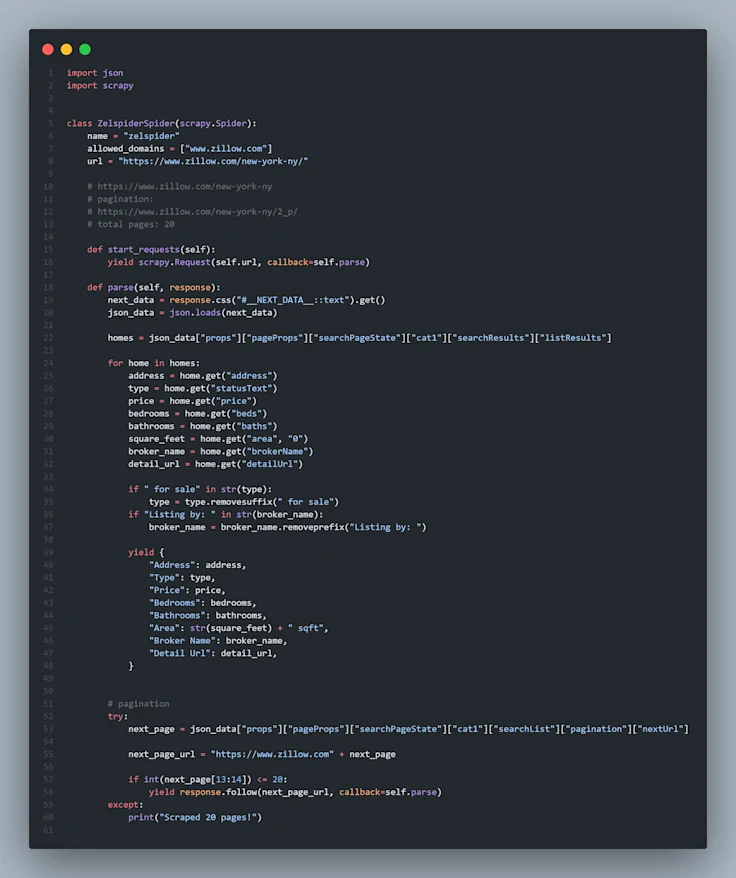 1 import json
2 import scrapy
3
4
5 class ZelspiderSpider(scrapy.Spider):
6     name = "zelspider"
7     allowed_domains = ["www.zillow.com"]
8     url = "https://www.zillow.com/new-york-ny/"
9
10     # https://www.zillow.com/new-york-ny
11     # pagination:
12     # https://www.zillow.com/new-york-ny/2_p/
13     # total pages: 20
14
15     def start_requests(self):
16         yield scrapy.Request(self.url, callback=self.parse)
17
18     def parse(self, response):
19         next_data = response.css("#__NEXT_DATA__::text").get()
20         json_data = json.loads(next_data)
21
22         homes = json_data["props"]["pageProps"]["searchPageState"]["cat1"]["searchResults"]["listResults"]
23
24         for home in homes:
25             address = home.get("address")
26             type = home.get("statusText")
27             price = home.get("price")
28             bedrooms = home.get("beds")
29             bathrooms = home.get("baths")
30             square_feet = home.get("area", "0")
31             broker_name = home.get("brokerName")
32             detail_url = home.get("detailUrl")
33
34             if " for sale" in str(type):
35                 type = type.removesuffix(" for sale")
36             if "Listing by: " in str(broker_name):
37                 broker_name = broker_name.removeprefix("Listing by: ")
38
39             yield {
40                 "Address": address,
41                 "Type": type,
42                 "Price": price,
43                 "Bedrooms": bedrooms,
44                 "Bathrooms": bathrooms,
45                 "Area": str(square_feet) + " sqft",
46                 "Broker Name": broker_name,
47                 "Detail Url": detail_url,
48             }
49
50
51         # pagination
52         try:
53             next_page = json_data["props"]["pageProps"]["searchPageState"]["cat1"]["searchList"]["pagination"]["nextUrl"]
54
55             next_page_url = "https://www.zillow.com" + next_page
56
57             if int(next_page[13:14]) <= 20:
58                 yield response.follow(next_page_url, callback=self.parse)
59         except:
60             print("Scraped 20 pages!")
61